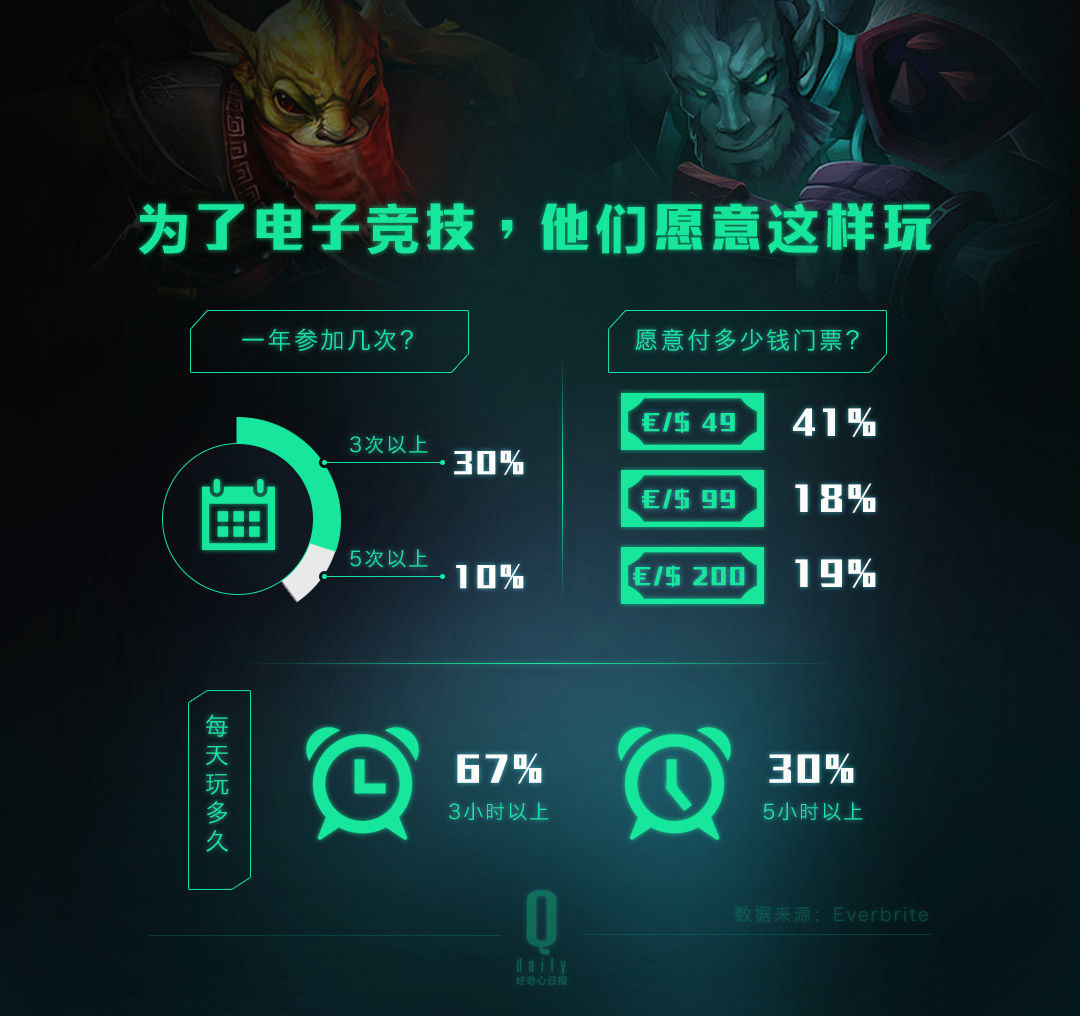 为了电子竞技，他们愿意这样玩
一年参加几次？
3次以上
30%
5次以上
10%
愿意付多少钱门票？
€/$ 49
41%
€/$ 99
18%
€/$ 200
19%
每天玩多久
67%
3小时以上
30%
5小时以上
数据来源：Everbrite
Q
daily
好奇心日报